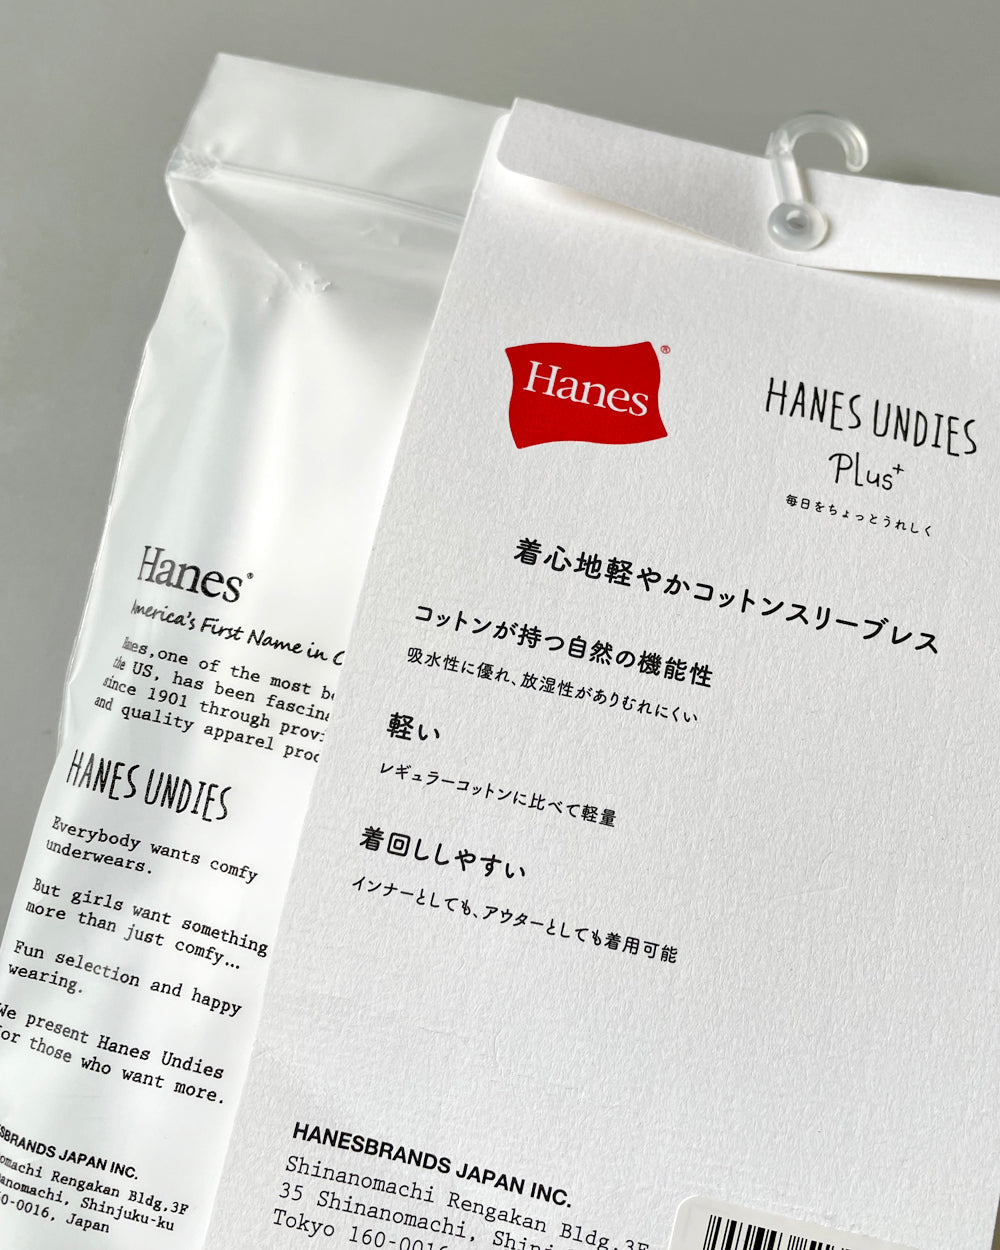 Hanes®
HANES UNDIES
Plus+
毎日をちょっとうれしく
着心地軽やかコットンスリーブレス
コットンが持つ自然の機能性
吸水性に優れ、放湿性がありむれにくい
軽い
レギュラーコットンに比べて軽量
着回ししやすい
インナーとしても、アウターとしても着用可能
HANESBRANDS JAPAN INC.
Shinanomachi Rengakan Bldg,3F
35 Shinanomachi,
Tokyo 160-0016
Hanes®
America's First Name in
Hanes,one of the most
the US, has been
since 1901 through
and quality apparel
HANES UNDIES
Everybody wants comfy
underwears.
But girls want something
more than just comfy...
Fun selection and happy
wearing.
We present Hanes Undies
for those who want more.
JAPAN INC.
Rengakan Bldg,3F
Shinjuku-ku
Japan